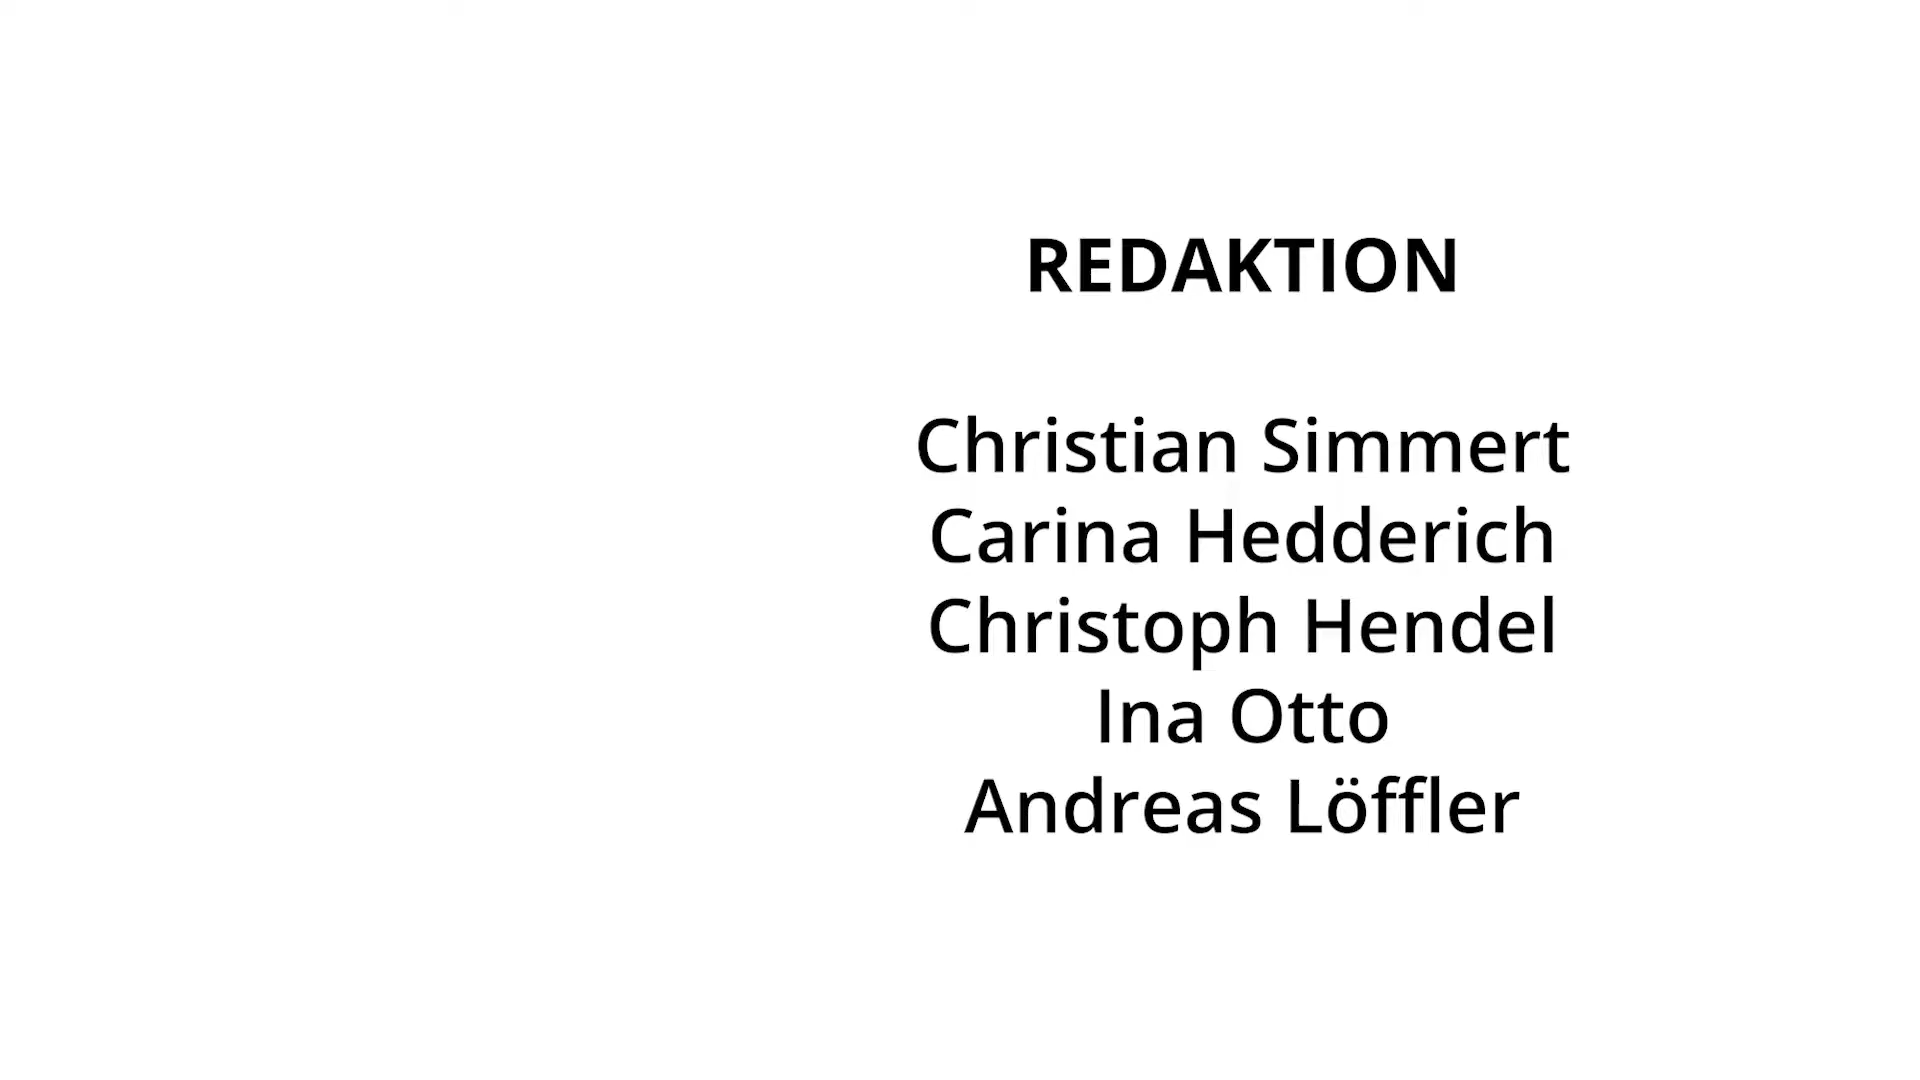 REDAKTION
Christian Simmert
Carina Hedderich
Christoph Hendel
Ina Otto
Andreas Löffler